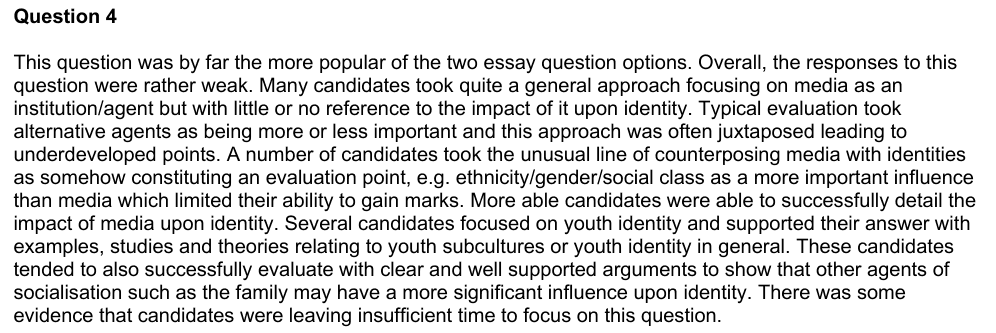 Question 4
This question was by far the more popular of the two essay question options. Overall, the responses to this
question were rather weak. Many candidates took quite a general approach focusing on media as an
institution/agent but with little or no reference to the impact of it upon identity. Typical evaluation took
alternative agents as being more or less important and this approach was often juxtaposed leading to
underdeveloped points. A number of candidates took the unusual line of counterposing media with identities
as somehow constituting an evaluation point, e.g. ethnicity/gender/social class as a more important influence
than media which limited their ability to gain marks. More able candidates were able to successfully detail the
impact of media upon identity. Several candidates focused on youth identity and supported their answer with
examples, studies and theories relating to youth subcultures or youth identity in general. These candidates
tended to also successfully evaluate with clear and well supported arguments to show that other agents of
socialisation such as the family may have a more significant influence upon identity. There was some
evidence that candidates were leaving insufficient time to focus on this question.